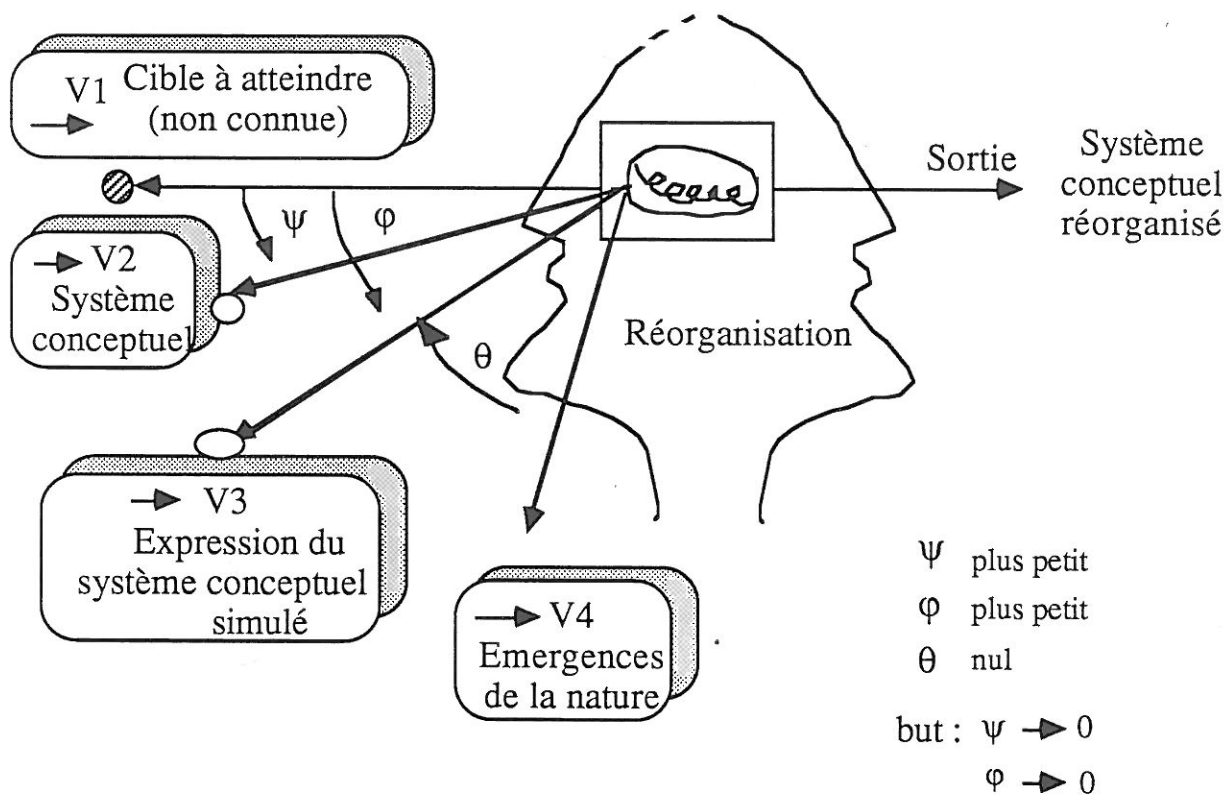 V1 Cible à atteindre
(non connue)
ψ
φ
V2
Système
conceptuel
θ
V3
Expression du
système conceptuel
simulé
V4
Emergences
de la nature
Réorganisation
Sortie
Système
conceptuel
réorganisé
ψ plus petit
φ plus petit
θ nul
but : ψ → 0
φ → 0